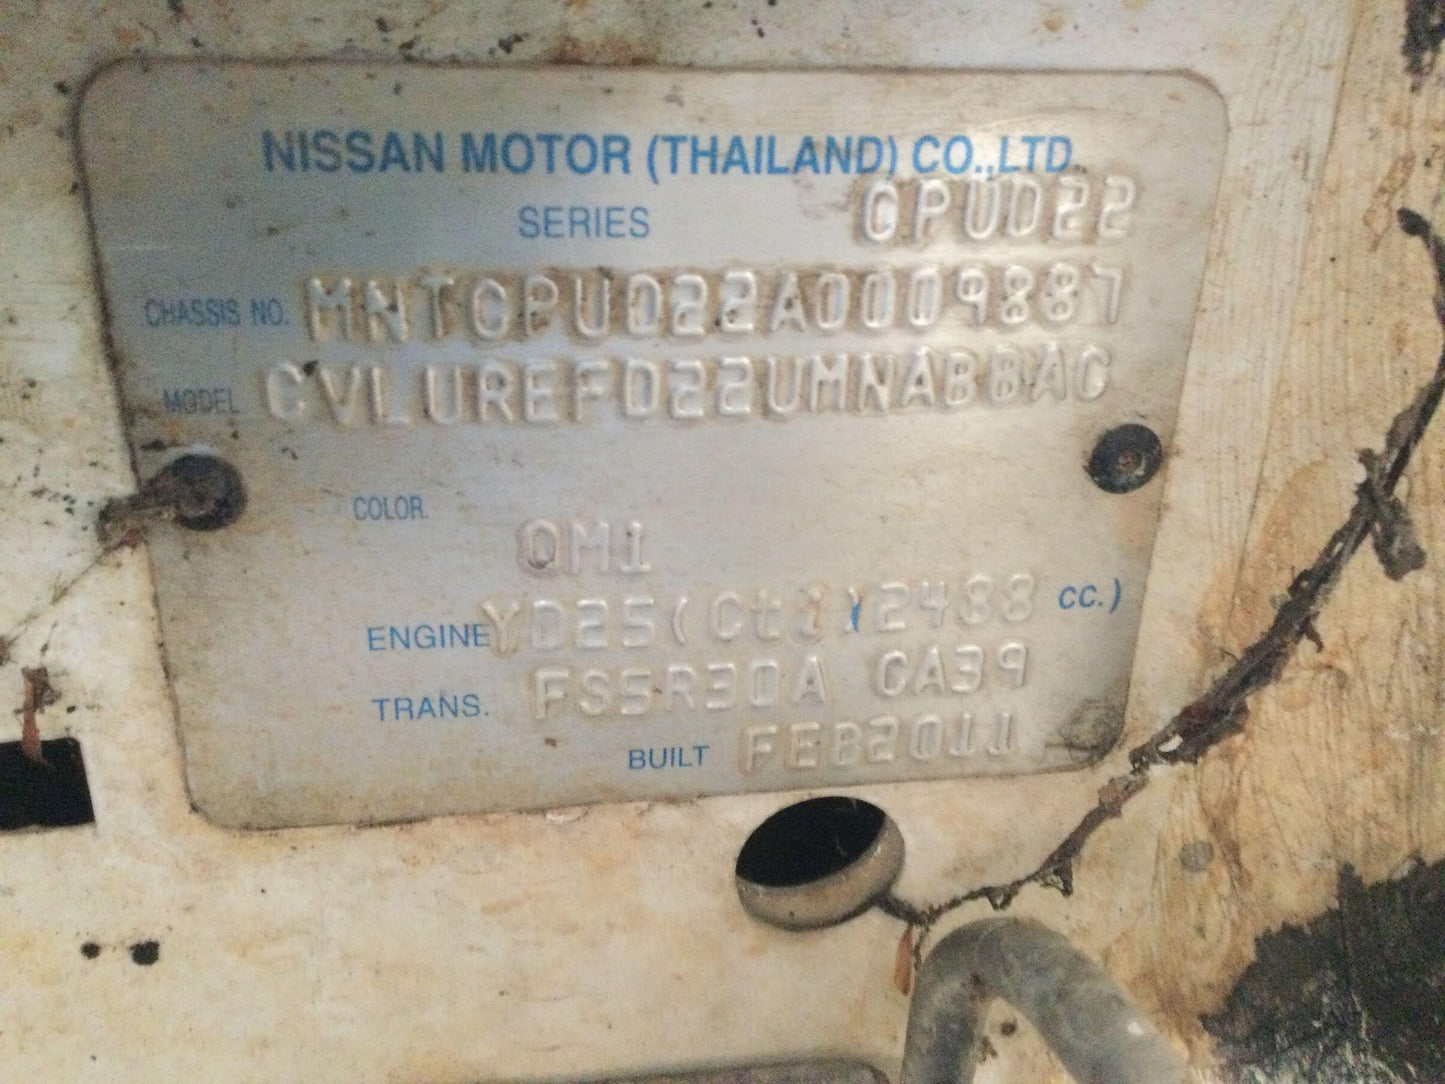 NISSAN MOTOR (THAILAND) CO.,LTD.
SERIES CPUD22
CHASSIS NO. MNTCPUD22A0009887
MODEL CVLUREFD22UMNABBAC
COLOR.
QM1
ENGINE YD25(Cti)2488 cc.)
TRANS. FS5R30A CA39
BUILT FEB2011